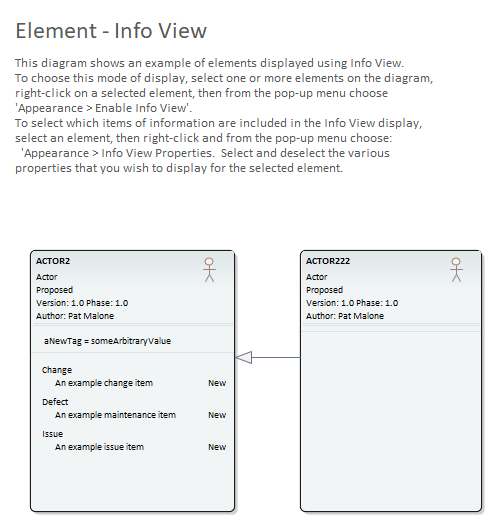 Element - Info View
This diagram shows an example of elements displayed using Info View.
To choose this mode of display, select one or more elements on the diagram,
right-click on a selected element, then from the pop-up menu choose
'Appearance > Enable Info View'.
To select which items of information are included in the Info View display,
select an element, then right-click and from the pop-up menu choose:
'Appearance > Info View Properties.  Select and deselect the various
properties that you wish to display for the selected element.
ACTOR2
Actor
Proposed
Version: 1.0 Phase: 1.0
Author: Pat Malone
aNewTag = someArbitraryValue
Change
An example change item New
Defect
An example maintenance item New
Issue
An example issue item New
ACTOR222
Actor
Proposed
Version: 1.0 Phase: 1.0
Author: Pat Malone